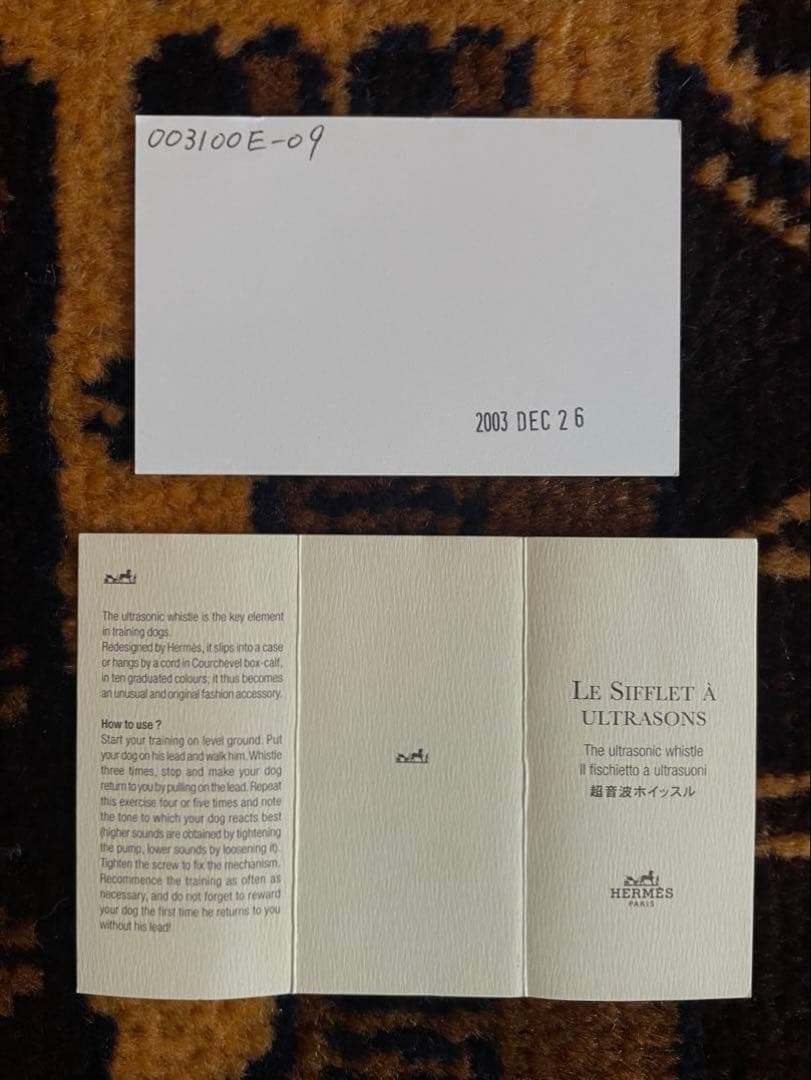 003100E-09
2003 DEC 26
The ultrasonic whistle is the key element
in training dogs.
Redesigned by Hermès, it slips into a case
or hangs by a cord in Courchevel box-calf,
in ten graduated colours; it thus becomes
an unusual and original fashion accessory.
How to use ?
Start your training on level ground. Put
your dog on his lead and walk him. Whistle
three times, stop and make your dog
return to you by pulling on the lead. Repeat
this exercise four or five times and note
the tone to which your dog reacts best
(higher sounds are obtained by tightening
the pump, lower sounds by loosening it).
Tighten the screw to fix the mechanism.
Recommence the training as often as
necessary, and do not forget to reward
your dog the first time he returns to you
without his lead!
LE SIFFLET À
ULTRASONS
The ultrasonic whistle
Il fischietto a ultrasuoni
超音波ホイッスル
HERMÈS
PARIS